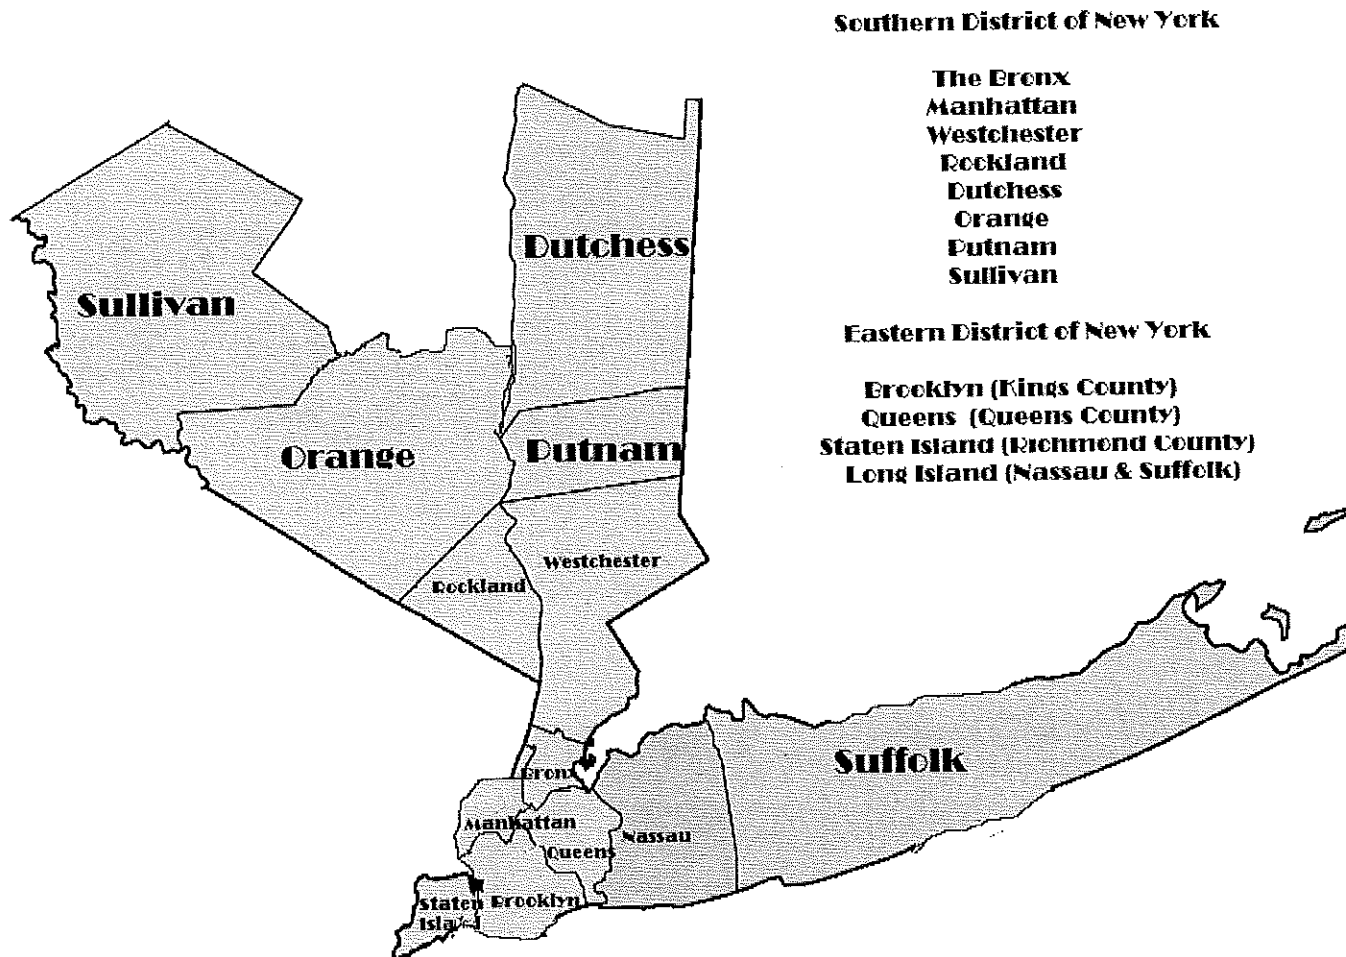 Southern District of New York
The Bronx
Manhattan
Westchester
Rockland
Dutchess
Orange
Putnam
Sullivan
Eastern District of New York
Brooklyn (Kings County)
Queens (Queens County)
Staten Island (Richmond County)
Long Island (Nassau & Suffolk)
Dutchess
Sullivan
Orange
Putnam
Westchester
Rockland
Suffolk
Bronx
Manhattan
Nassau
Queens
Staten
Island
Brooklyn